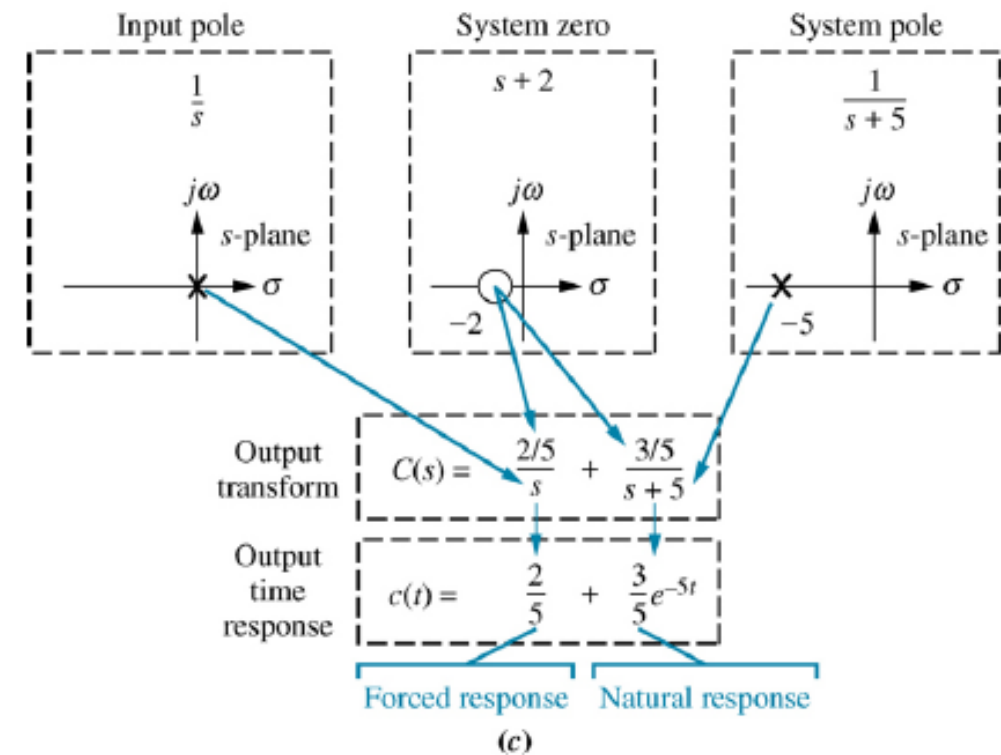 Input pole
System zero
System pole
1/s
s + 2
1/(s + 5)
jω
jω
jω
s-plane
s-plane
s-plane
σ
σ
σ
−2
−5
Output
transform
C(s) = (2/5)/s + (3/5)/(s + 5)
Output
time
response
c(t) = 2/5 + 3/5 e^{−5t}
Forced response
Natural response
(c)